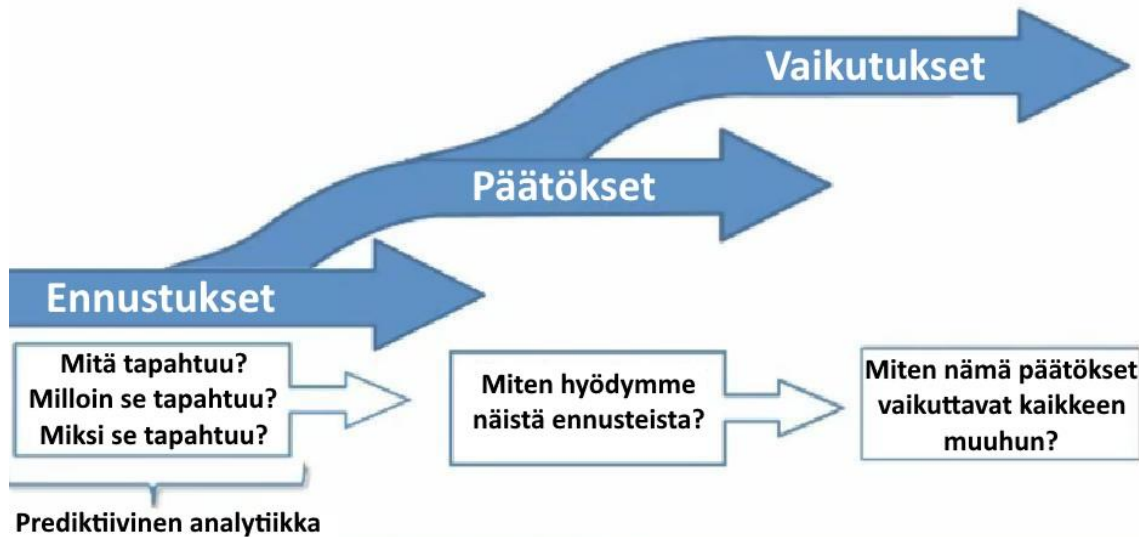 Vaikutukset
Päätökset
Ennustukset
Mitä tapahtuu?
Milloin se tapahtuu?
Miksi se tapahtuu?
Miten hyödymme
näistä ennusteista?
Miten nämä päätökset
vaikuttavat kaikkeen
muuhun?
Prediktiivinen analytiikka